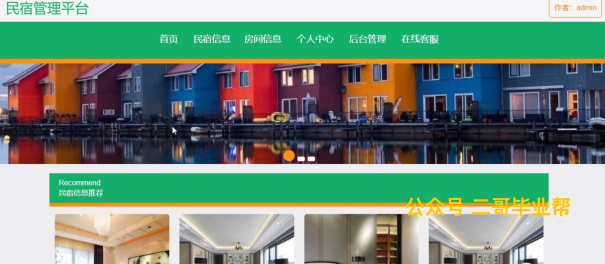 民宿管理平台
作者：admin
首页 民宿信息 房间信息 个人中心 后台管理 在线客服
Recommend
民宿信息推荐
公众号 二哥毕业帮